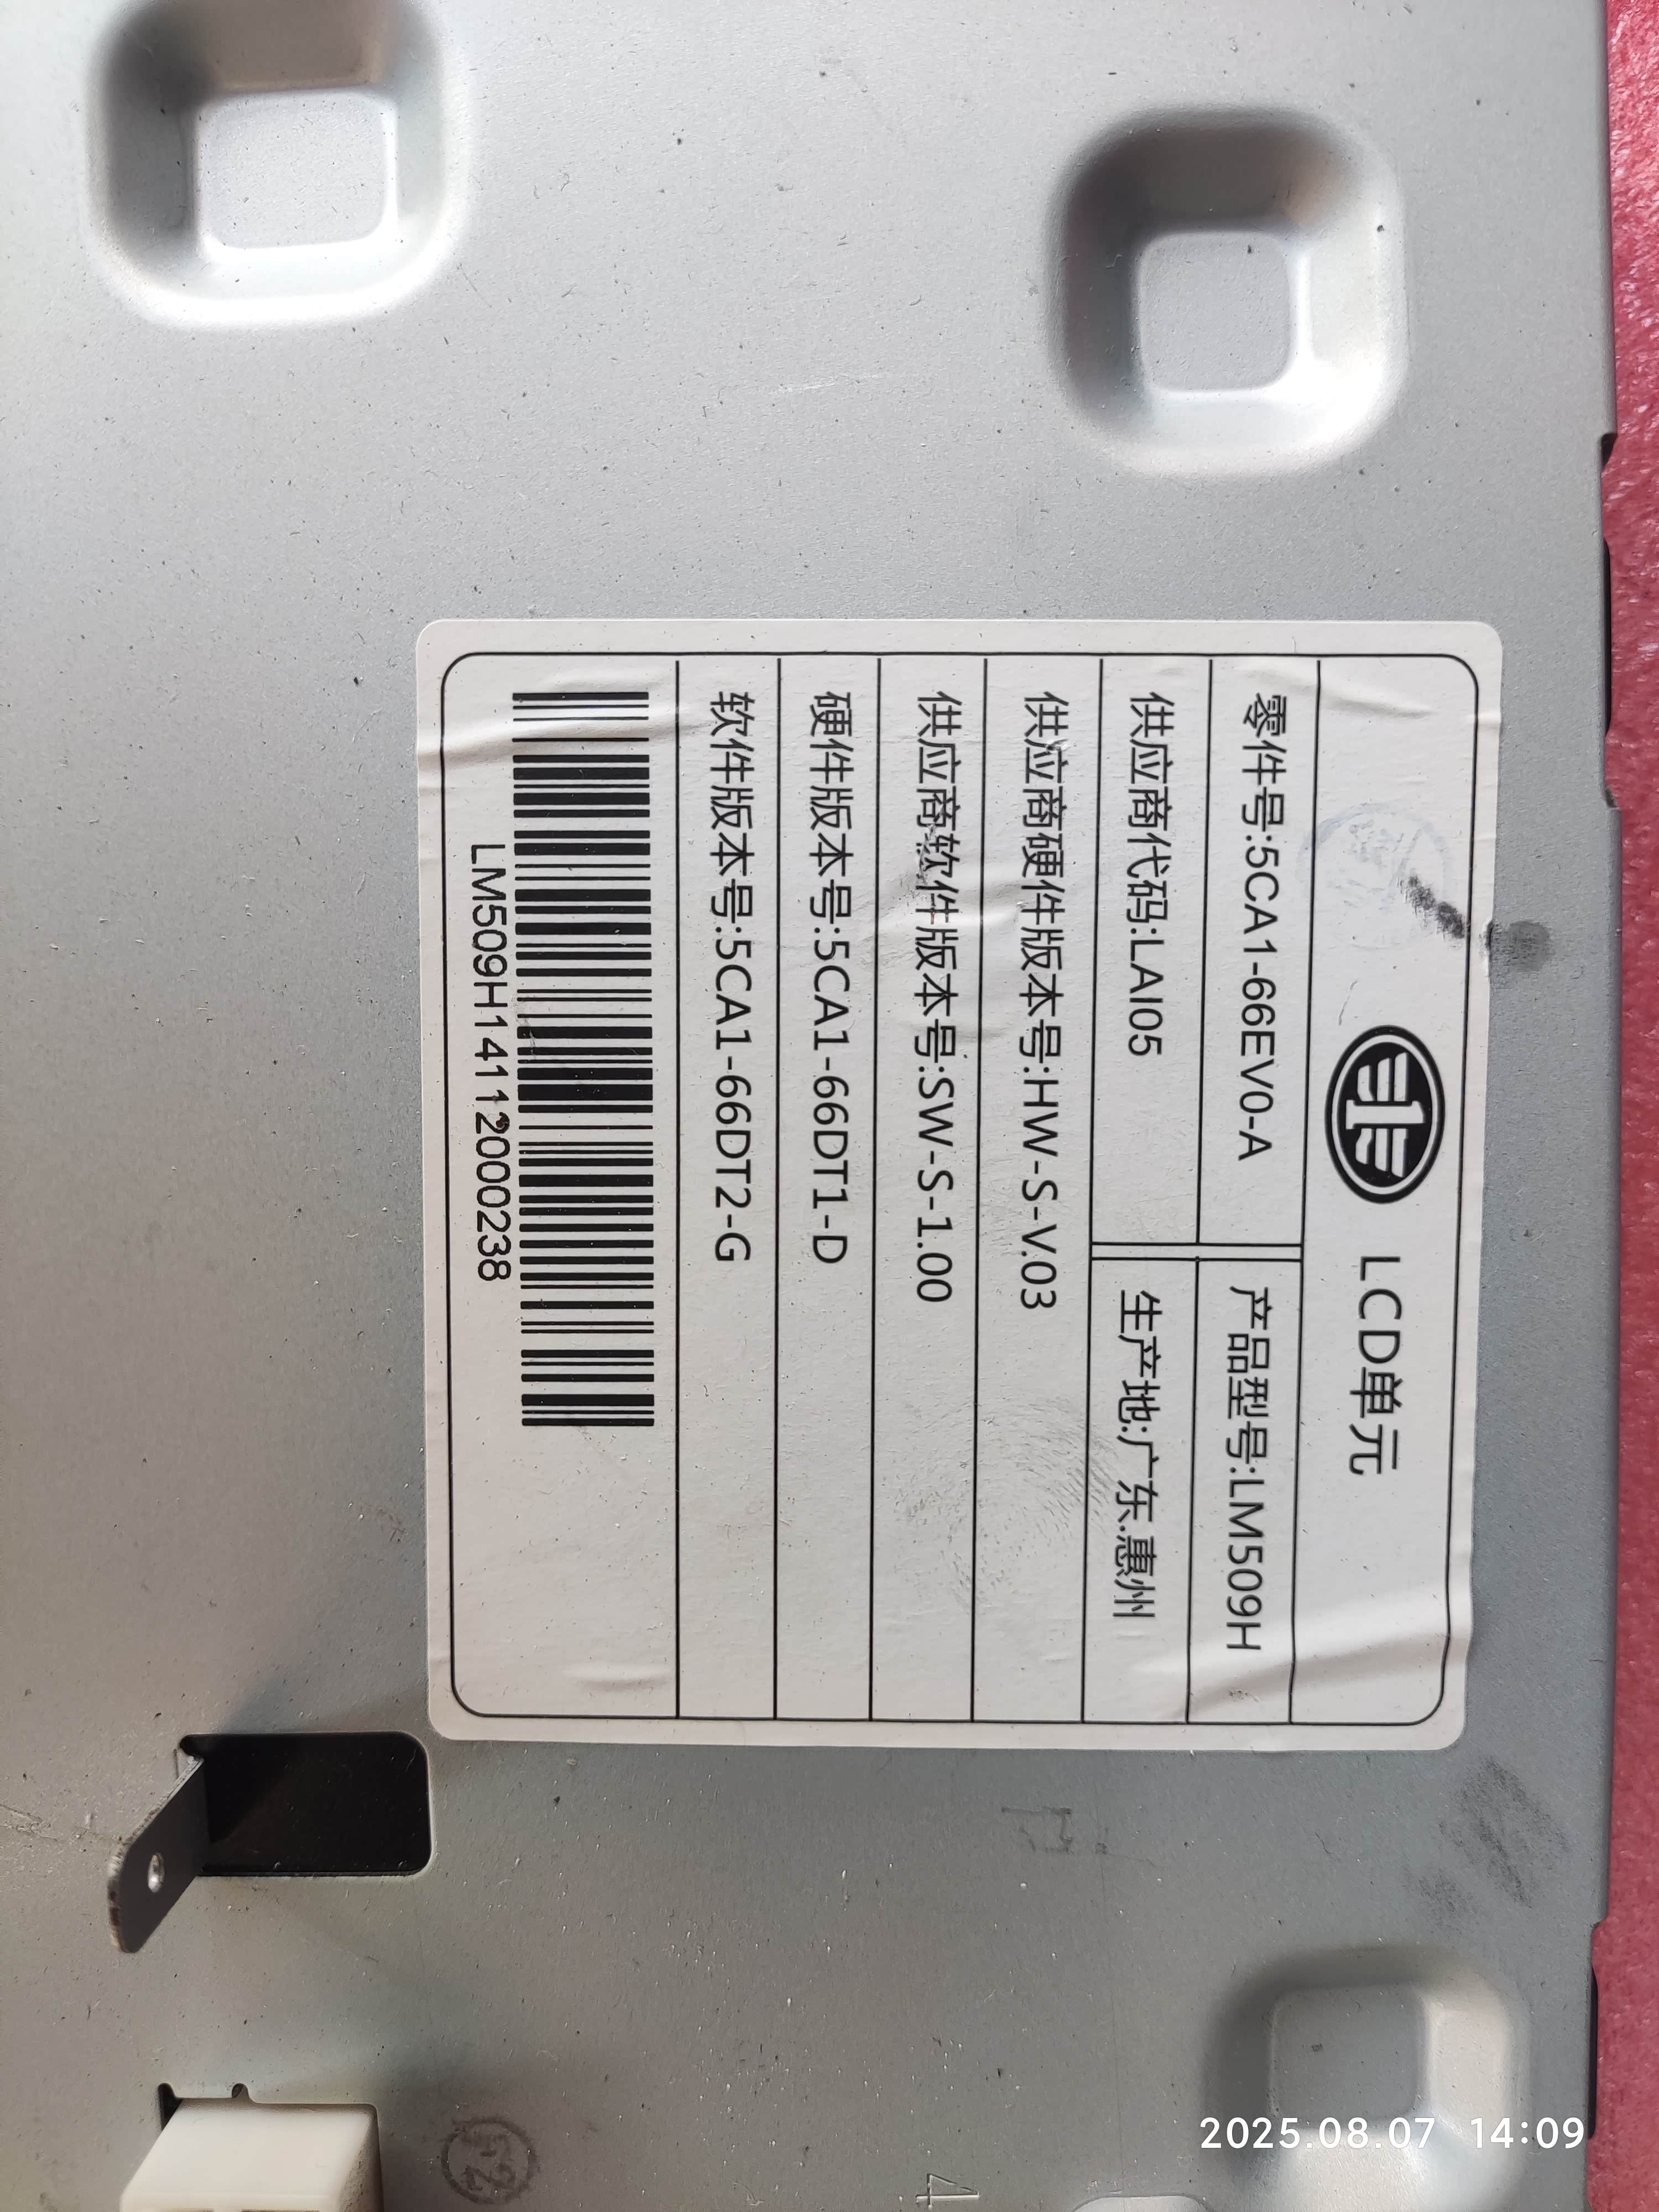 LCD单元
零件号:5CA1-66EV0-A
产品型号:LM509H
供应商代码:LAI05
生产地:广东.惠州
供应商硬件版本号:HW-S-V.03
供应商软件版本号:SW-S-1.00
硬件版本号:5CA1-66DT1-D
软件版本号:5CA1-66DT2-G
LM509H141120000238
4
2025.08.07 14:09